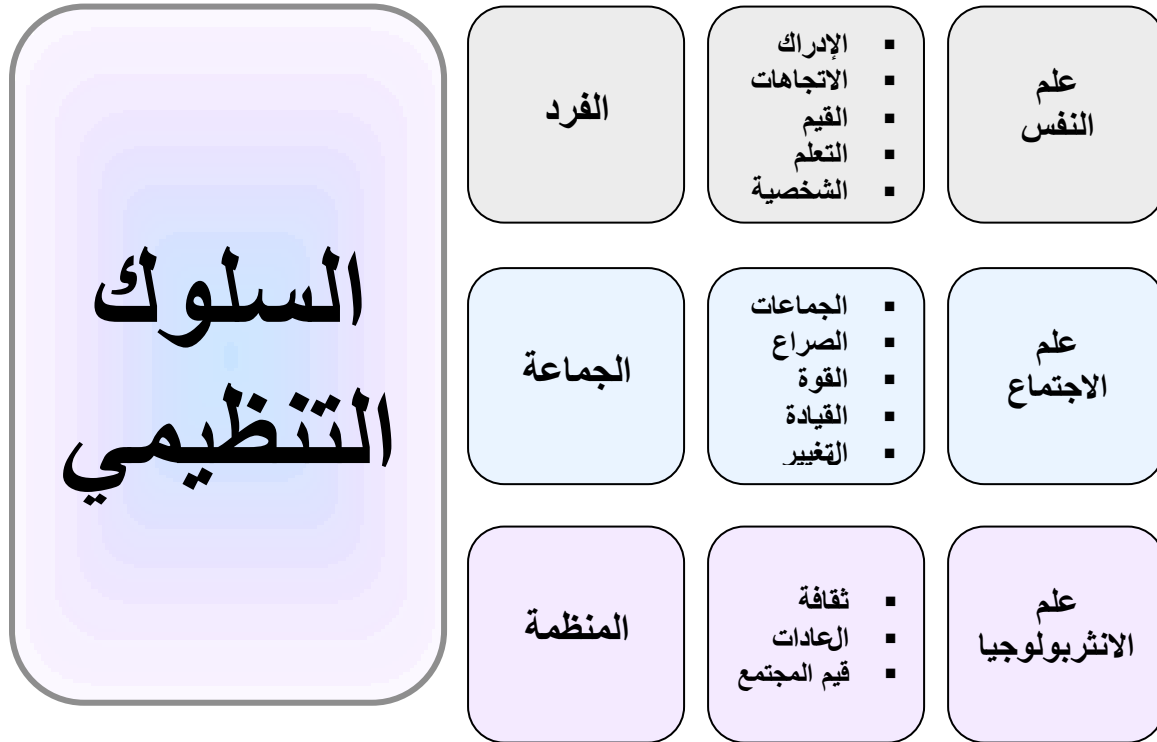 علم
النفس
▪ الإدراك
▪ الاتجاهات
▪ القيم
▪ التعلم
▪ الشخصية
الفرد
علم
الاجتماع
▪ الجماعات
▪ الصراع
▪ القوة
▪ القيادة
▪ التغيير
الجماعة
علم
الانثربولوجيا
▪ ثقافة
▪ العادات
▪ قيم المجتمع
المنظمة
السلوك
التنظيمي